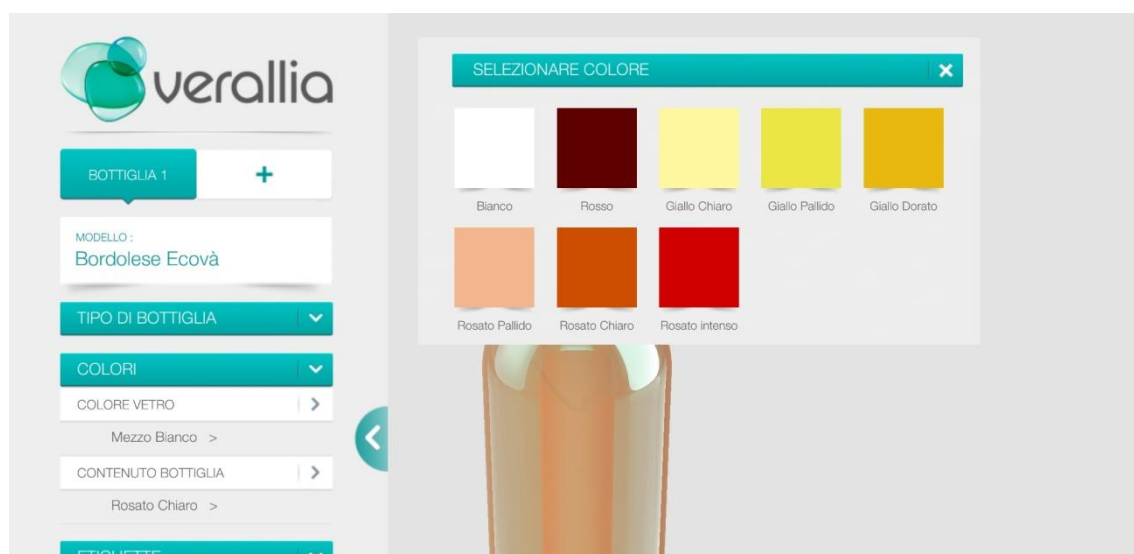 verallia
BOTTIGLIA 1
+
MODELLO :
Bordolese Ecovà
TIPO DI BOTTIGLIA
COLORI
COLORE VETRO
Mezzo Bianco >
CONTENUTO BOTTIGLIA
Rosato Chiaro >
ETICHETTE
SELEZIONARE COLORE
Bianco Rosso Giallo Chiaro Giallo Pallido Giallo Dorato
Rosato Pallido Rosato Chiaro Rosato intenso